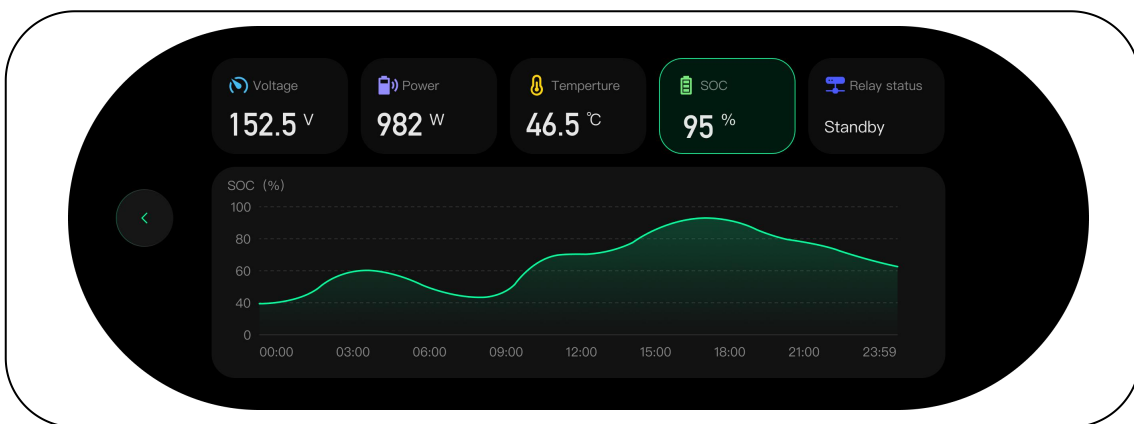 Voltage
152.5 V
Power
982 W
Temperture
46.5 ℃
SOC
95 %
Relay status
Standby
SOC (%)
100
80
60
40
0
00:00 03:00 06:00 09:00 12:00 15:00 18:00 21:00 23:59